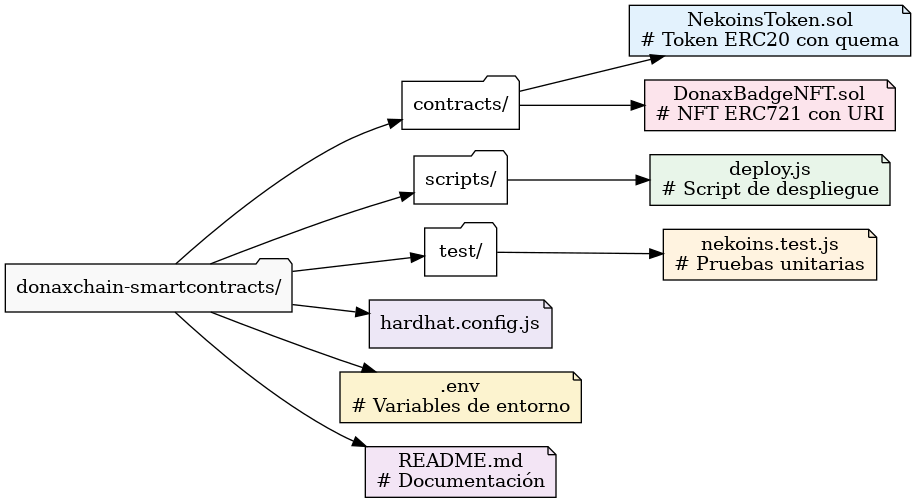 NekoinsToken.sol
# Token ERC20 con quema
contracts/
DonaxBadgeNFT.sol
# NFT ERC721 con URI
scripts/
deploy.js
# Script de despliegue
test/
nekoins.test.js
# Pruebas unitarias
donaxchain-smartcontracts/
hardhat.config.js
.env
# Variables de entorno
README.md
# Documentación